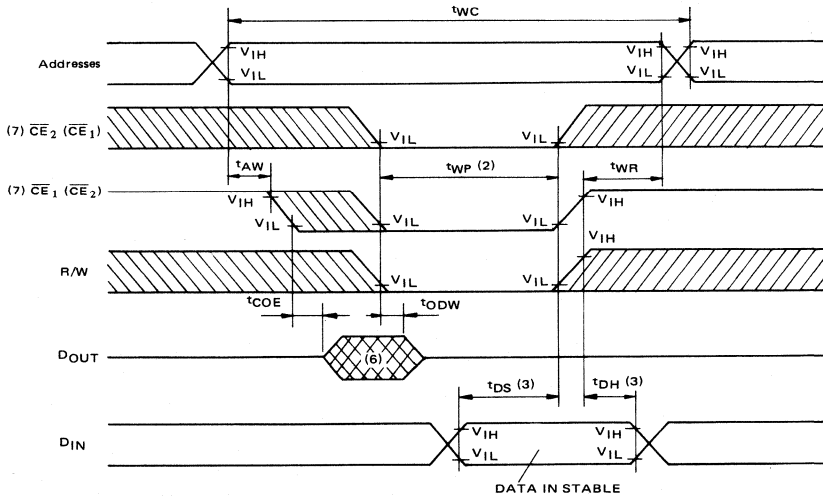 tWC
Addresses
VIH
VIL
VIH
VIL
VIH
VIL
(7) CE2 (CE1)
VIL
VIL
tAW
tWP (2)
tWR
(7) CE1 (CE2)
VIH
VIL
VIL
VIL
VIH
VIH
R/W
VIL
VIL
tCOE
tODW
DOUT
(6)
tDS (3)
tDH (3)
DIN
VIH
VIL
VIH
VIL
DATA IN STABLE